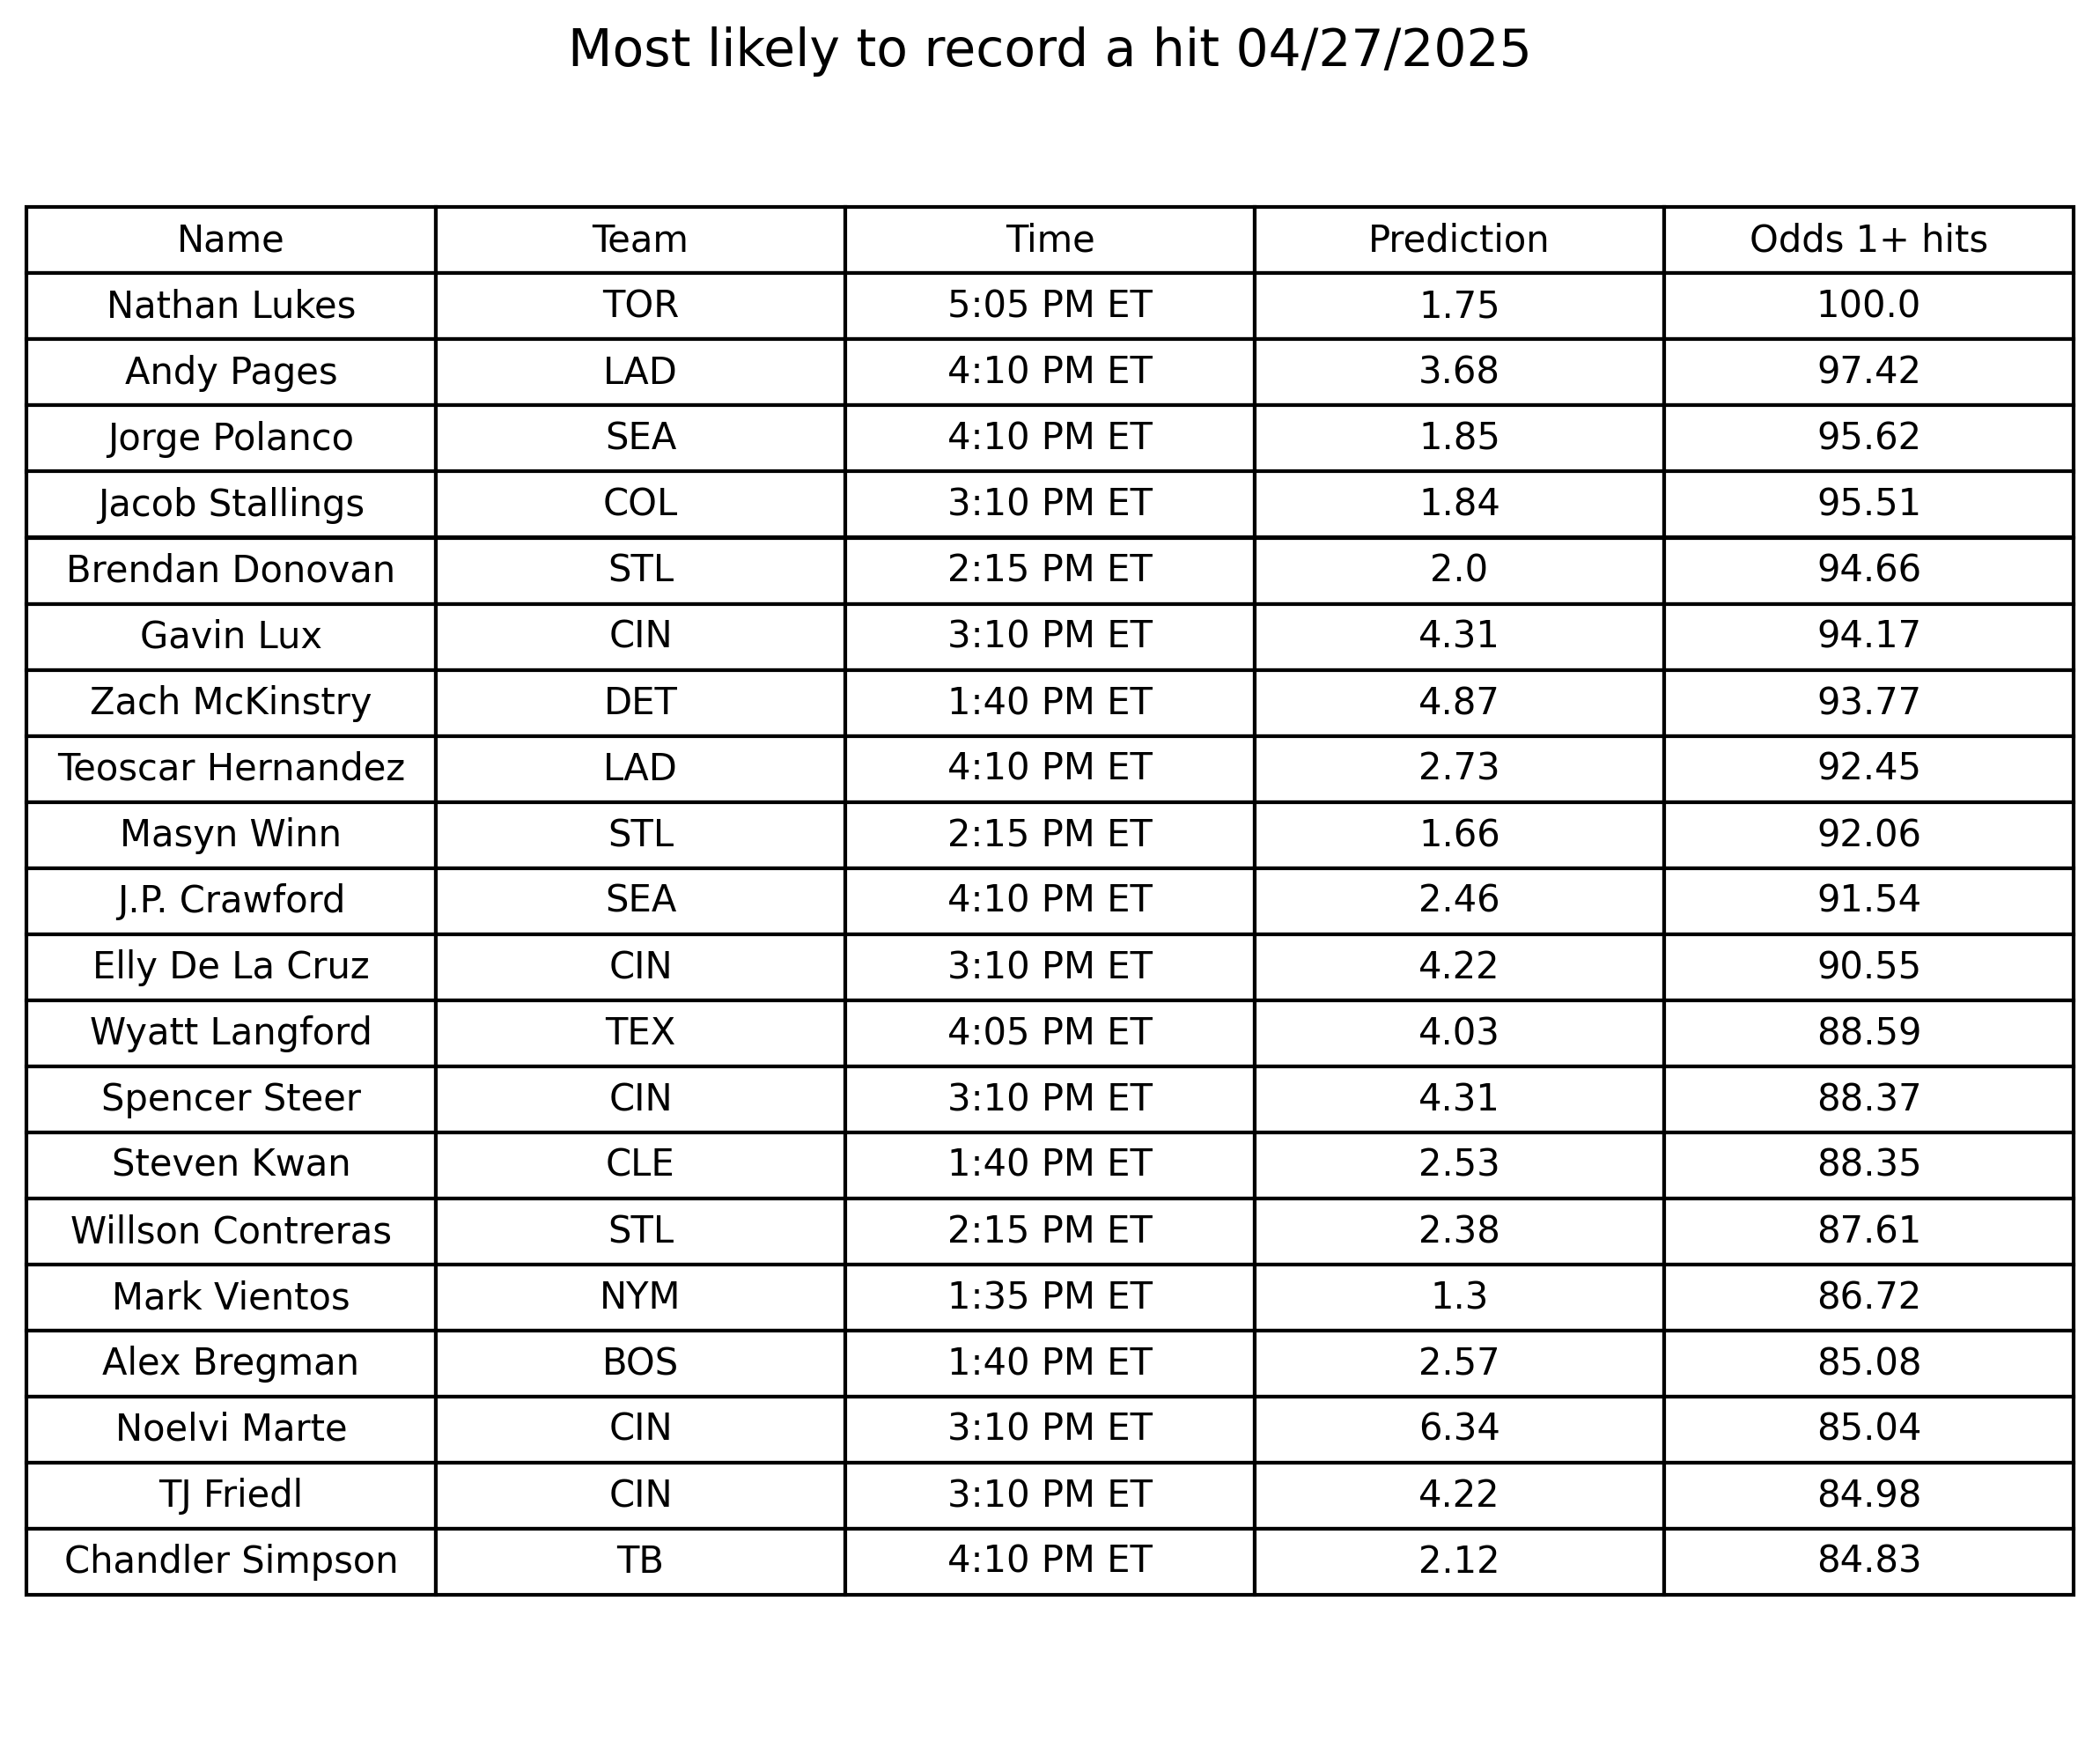 Most likely to record a hit 04/27/2025
Name Team Time Prediction Odds 1+ hits
Nathan Lukes TOR 5:05 PM ET 1.75 100.0
Andy Pages LAD 4:10 PM ET 3.68 97.42
Jorge Polanco SEA 4:10 PM ET 1.85 95.62
Jacob Stallings COL 3:10 PM ET 1.84 95.51
Brendan Donovan STL 2:15 PM ET 2.0 94.66
Gavin Lux CIN 3:10 PM ET 4.31 94.17
Zach McKinstry DET 1:40 PM ET 4.87 93.77
Teoscar Hernandez LAD 4:10 PM ET 2.73 92.45
Masyn Winn STL 2:15 PM ET 1.66 92.06
J.P. Crawford SEA 4:10 PM ET 2.46 91.54
Elly De La Cruz CIN 3:10 PM ET 4.22 90.55
Wyatt Langford TEX 4:05 PM ET 4.03 88.59
Spencer Steer CIN 3:10 PM ET 4.31 88.37
Steven Kwan CLE 1:40 PM ET 2.53 88.35
Willson Contreras STL 2:15 PM ET 2.38 87.61
Mark Vientos NYM 1:35 PM ET 1.3 86.72
Alex Bregman BOS 1:40 PM ET 2.57 85.08
Noelvi Marte CIN 3:10 PM ET 6.34 85.04
TJ Friedl CIN 3:10 PM ET 4.22 84.98
Chandler Simpson TB 4:10 PM ET 2.12 84.83